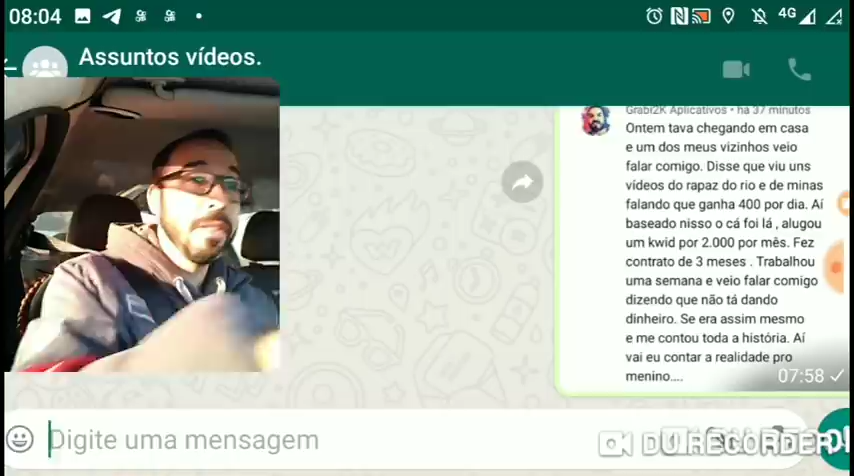 08:04
4G
Assuntos vídeos.
Grabi2K Aplicativos • há 37 minutos
Ontem tava chegando em casa
e um dos meus vizinhos veio
falar comigo. Disse que viu uns
vídeos do rapaz do rio e de minas
falando que ganha 400 por dia. Aí
baseado nisso o cá foi lá , alugou
um kwid por 2.000 por mês. Fez
contrato de 3 meses . Trabalhou
uma semana e veio falar comigo
dizendo que não tá dando
dinheiro. Se era assim mesmo
e me contou toda a história. Aí
vai eu contar a realidade pro
menino....
07:58
Digite uma mensagem
DU RECORDER